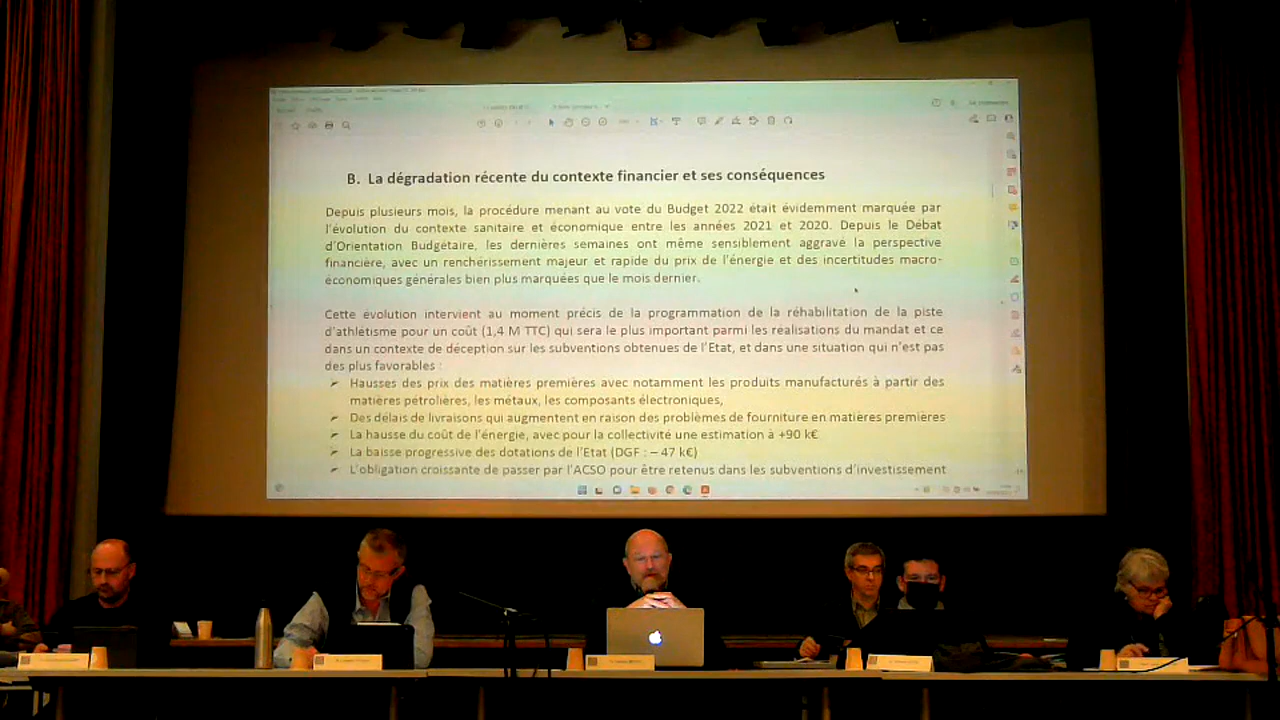 B. La dégradation récente du contexte financier et ses conséquences
Depuis plusieurs mois, la procédure menant au vote du Budget 2022 était évidemment marquée par
l'évolution du contexte sanitaire et économique entre les années 2021 et 2020. Depuis le Débat
d'Orientation Budgétaire, les dernières semaines ont même sensiblement aggravé la perspective
financière, avec un renchérissement majeur et rapide du prix de l'énergie et des incertitudes macro-
économiques générales bien plus marquées que le mois dernier.
Cette évolution intervient au moment précis de la programmation de la réhabilitation de la piste
d'athlétisme pour un coût (1,4 M TTC) qui sera le plus important parmi les réalisations du mandat et ce
dans un contexte de déception sur les subventions obtenues de l'Etat, et dans une situation qui n'est pas
des plus favorables :
➢ Hausses des prix des matières premières avec notamment les produits manufacturés à partir des
matières pétrolières, les métaux, les composants électroniques,
➢ Des délais de livraisons qui augmentent en raison des problèmes de fourniture en matières premières
➢ La hausse du coût de l'énergie, avec pour la collectivité une estimation à +90 k€
➢ La baisse progressive des dotations de l'Etat (DGF : – 47 k€)
➢ L'obligation croissante de passer par l'ACSO pour être retenus dans les subventions d'investissement